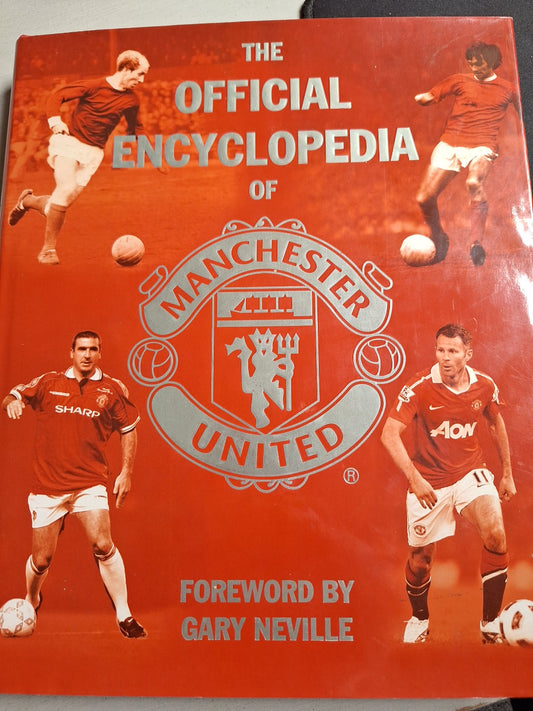 THE
OFFICIAL
ENCYCLOPEDIA
OF
MANCHESTER
UNITED
®
SHARP
AON
11
FOREWORD BY
GARY NEVILLE